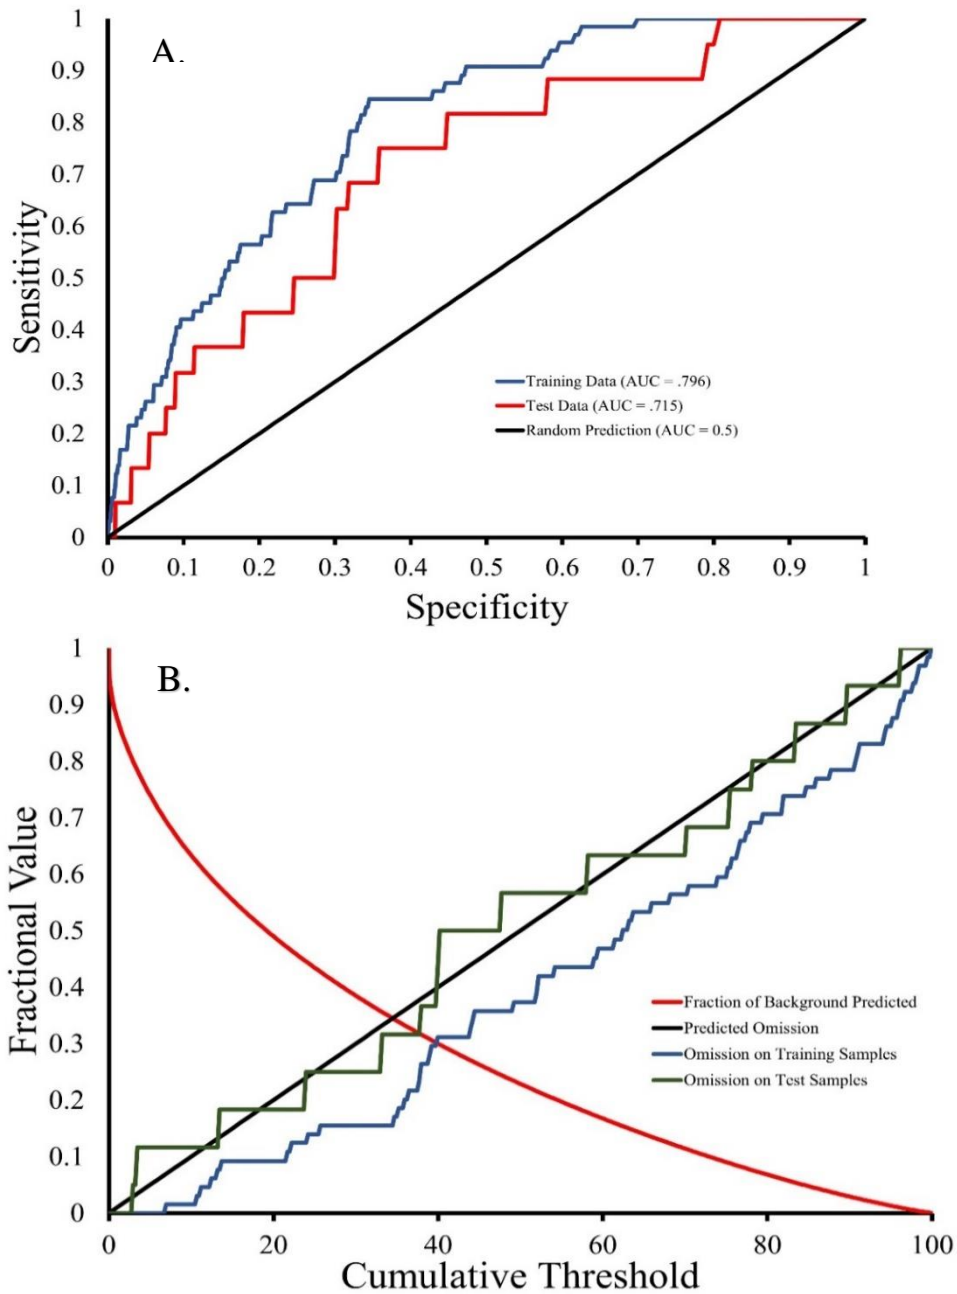 A.
1
0.9
0.8
0.7
0.6
0.5
0.4
0.3
0.2
0.1
0
Sensitivity
Training Data (AUC = .796)
Test Data (AUC = .715)
Random Prediction (AUC = 0.5)
0 0.1 0.2 0.3 0.4 0.5 0.6 0.7 0.8 0.9 1
Specificity
B.
1
0.9
0.8
0.7
0.6
0.5
0.4
0.3
0.2
0.1
0
Fractional Value
Fraction of Background Predicted
Predicted Omission
Omission on Training Samples
Omission on Test Samples
0 20 40 60 80 100
Cumulative Threshold